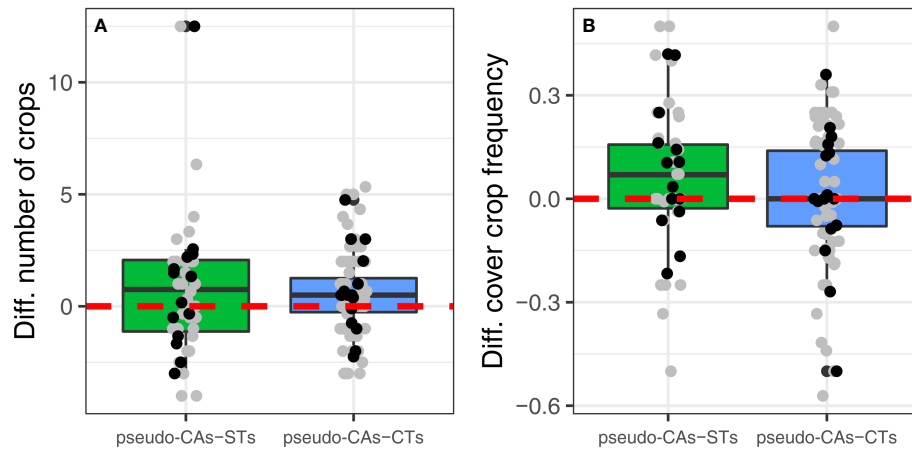 A
Diff. number of crops
10
5
0
pseudo-CAs−STs pseudo-CAs−CTs
B
Diff. cover crop frequency
0.3
0.0
−0.3
−0.6
pseudo-CAs−STs pseudo-CAs−CTs